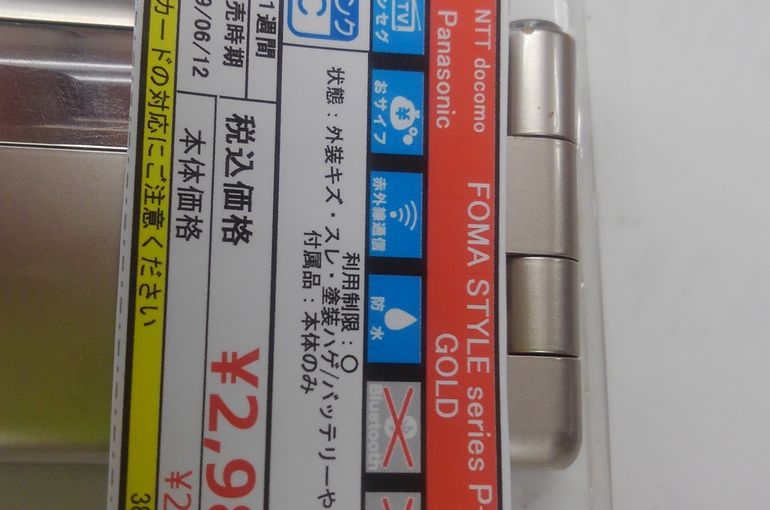 NTT docomo
Panasonic
FOMA STYLE series P-
GOLD
TV
ンセグ
おサイフ
赤外線通信
防水
Bluetooth
ンク
C
状態：外装キズ・スレ・塗装ハゲ/バッテリーや
利用制限：〇
付属品：本体のみ
1週間
売時期
9/06/12
税込価格
¥2,9
本体価格
¥2
カードの対応にご注意ください